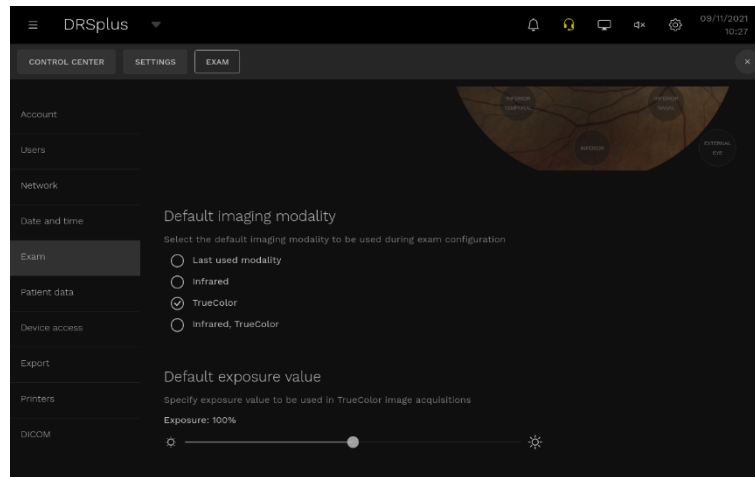 DRSplus
09/11/2021
10:27
CONTROL CENTER
SETTINGS
EXAM
INFERIOR
TEMPORAL
INFERIOR
NASAL
INFERIOR
EXTERNAL
EYE
Account
Users
Network
Date and time
Exam
Patient data
Device access
Export
Printers
DICOM
Default imaging modality
Select the default imaging modality to be used during exam configuration
Last used modality
Infrared
TrueColor
Infrared, TrueColor
Default exposure value
Specify exposure value to be used in TrueColor image acquisitions
Exposure: 100%